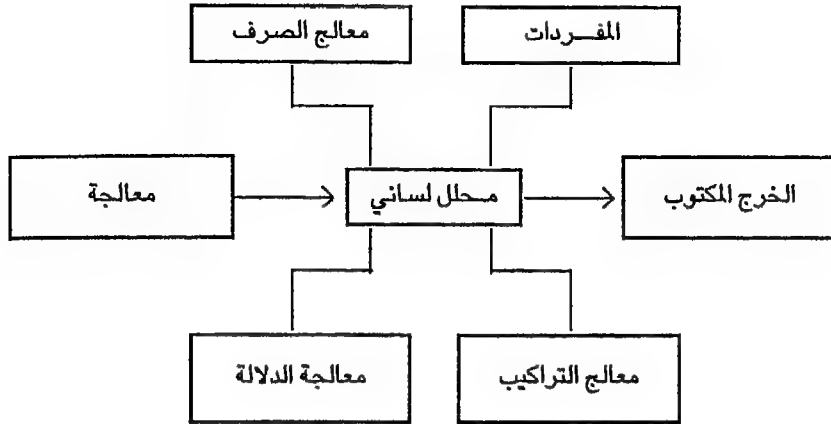 المفـــردات
معالج الصرف
معالجة
محلل لساني
الخرج المكتوب
معالج التراكيب
معالجة الدلالة